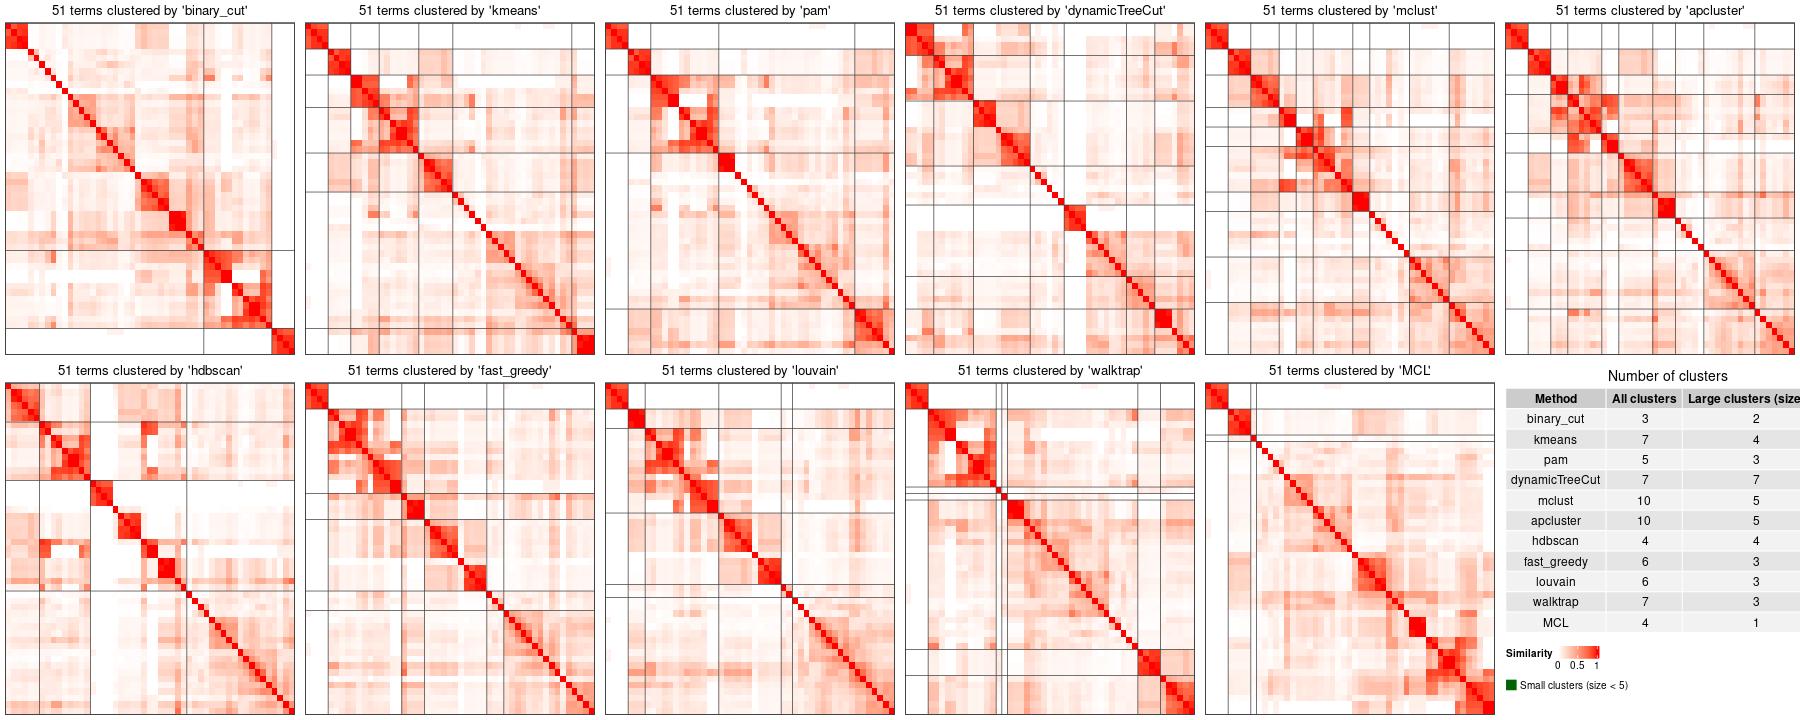 51 terms clustered by 'binary_cut'
51 terms clustered by 'kmeans'
51 terms clustered by 'pam'
51 terms clustered by 'dynamicTreeCut'
51 terms clustered by 'mclust'
51 terms clustered by 'apcluster'
51 terms clustered by 'hdbscan'
51 terms clustered by 'fast_greedy'
51 terms clustered by 'louvain'
51 terms clustered by 'walktrap'
51 terms clustered by 'MCL'
Number of clusters
Method All clusters Large clusters (size
binary_cut 3 2
kmeans 7 4
pam 5 3
dynamicTreeCut 7 7
mclust 10 5
apcluster 10 5
hdbscan 4 4
fast_greedy 6 3
louvain 6 3
walktrap 7 3
MCL 4 1
Similarity
0 0.5 1
Small clusters (size < 5)